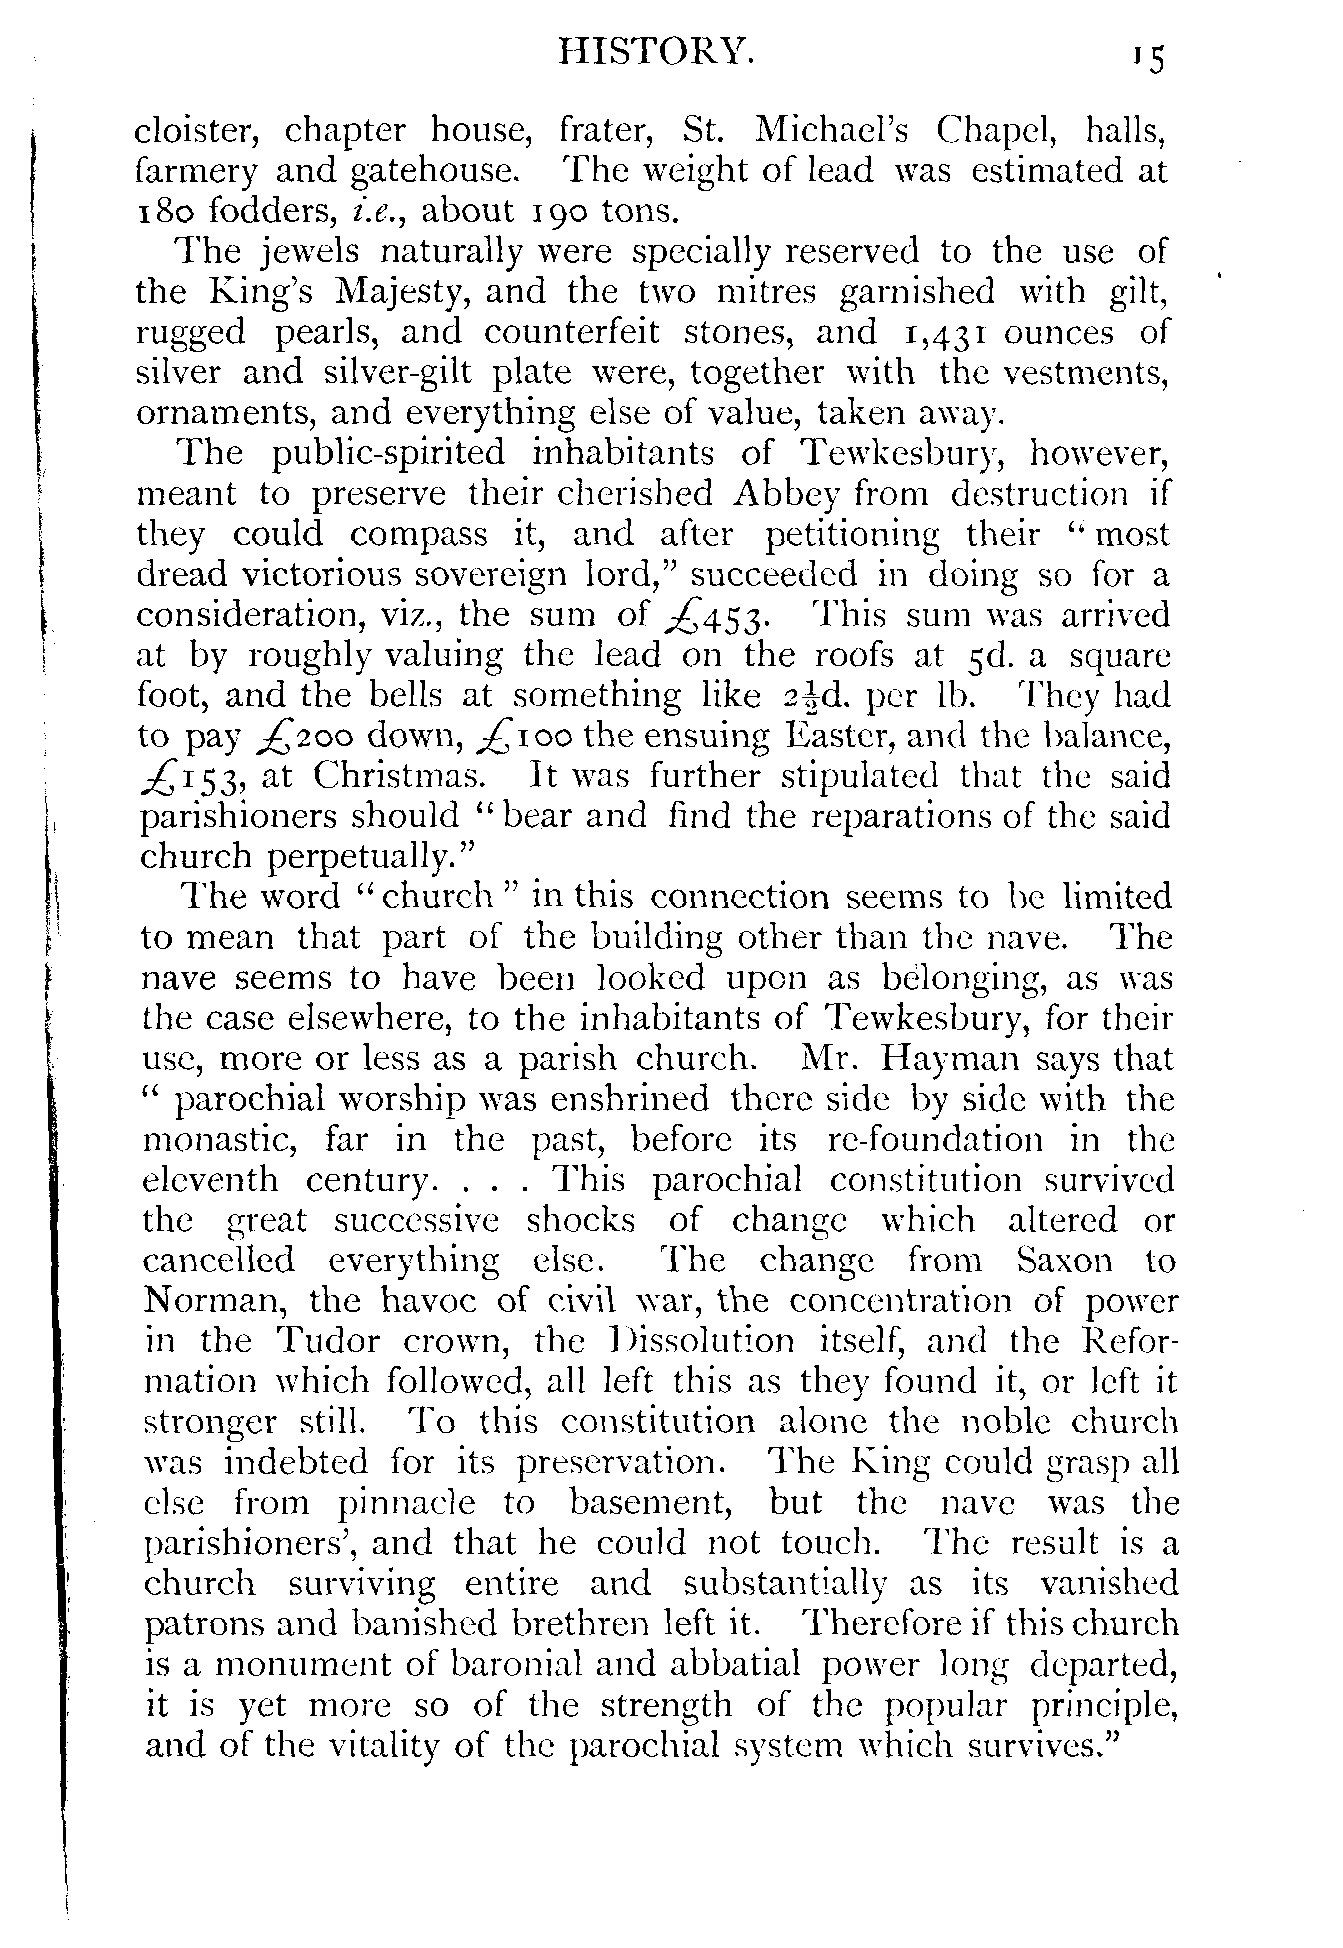 HISTORY. 15
cloister, chapter house, frater, St. Michael's Chapel, halls,
farmery and gatehouse. The weight of lead was estimated at
180 fodders, i.e., about 190 tons.
The jewels naturally were specially reserved to the use of
the King's Majesty, and the two mitres garnished with gilt,
rugged pearls, and counterfeit stones, and 1,431 ounces of
silver and silver-gilt plate were, together with the vestments,
ornaments, and everything else of value, taken away.
The public-spirited inhabitants of Tewkesbury, however,
meant to preserve their cherished Abbey from destruction if
they could compass it, and after petitioning their “ most
dread victorious sovereign lord,” succeeded in doing so for a
consideration, viz., the sum of £453. This sum was arrived
at by roughly valuing the lead on the roofs at 5d. a square
foot, and the bells at something like 2½d. per lb. They had
to pay £200 down, £100 the ensuing Easter, and the balance,
£153, at Christmas. It was further stipulated that the said
parishioners should “ bear and find the reparations of the said
church perpetually.”
The word “ church ” in this connection seems to be limited
to mean that part of the building other than the nave. The
nave seems to have been looked upon as belonging, as was
the case elsewhere, to the inhabitants of Tewkesbury, for their
use, more or less as a parish church. Mr. Hayman says that
“ parochial worship was enshrined there side by side with the
monastic, far in the past, before its re-foundation in the
eleventh century. . . . This parochial constitution survived
the great successive shocks of change which altered or
cancelled everything else. The change from Saxon to
Norman, the havoc of civil war, the concentration of power
in the Tudor crown, the Dissolution itself, and the Refor-
mation which followed, all left this as they found it, or left it
stronger still. To this constitution alone the noble church
was indebted for its preservation. The King could grasp all
else from pinnacle to basement, but the nave was the
parishioners', and that he could not touch. The result is a
church surviving entire and substantially as its vanished
patrons and banished brethren left it. Therefore if this church
is a monument of baronial and abbatial power long departed,
it is yet more so of the strength of the popular principle,
and of the vitality of the parochial system which survives.”